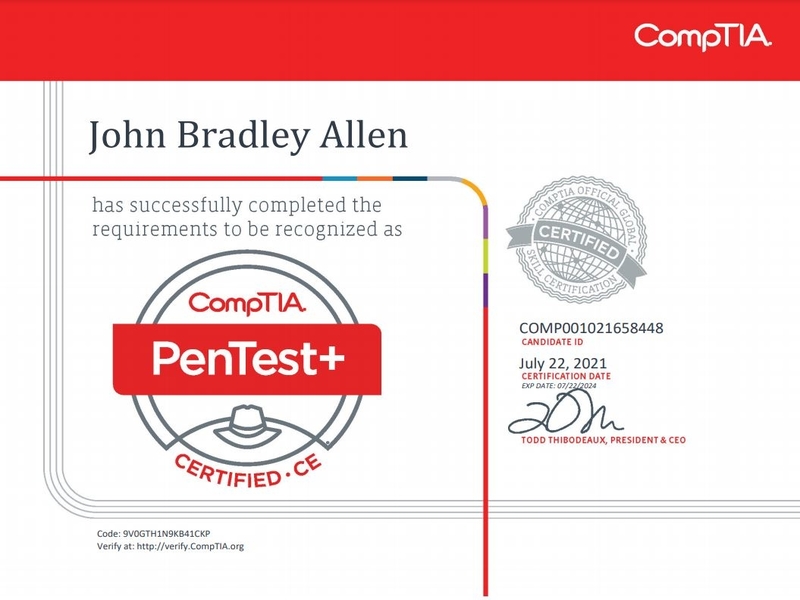 CompTIA.
John Bradley Allen
has successfully completed the
requirements to be recognized as
CompTIA.
PenTest+
CERTIFIED · CE
COMPTIA OFFICIAL GLOBAL
CERTIFIED
SKILL CERTIFICATION
COMP001021658448
CANDIDATE ID
July 22, 2021
CERTIFICATION DATE
EXP DATE: 07/22/2024
TODD THIBODEAUX, PRESIDENT & CEO
Code: 9V0GTH1N9KB41CKP
Verify at: http://verify.CompTIA.org